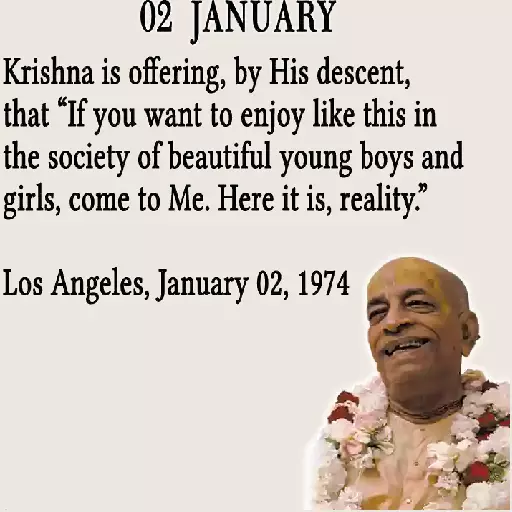 02 JANUARY
Krishna is offering, by His descent,
that “If you want to enjoy like this in
the society of beautiful young boys and
girls, come to Me. Here it is, reality.”
Los Angeles, January 02, 1974